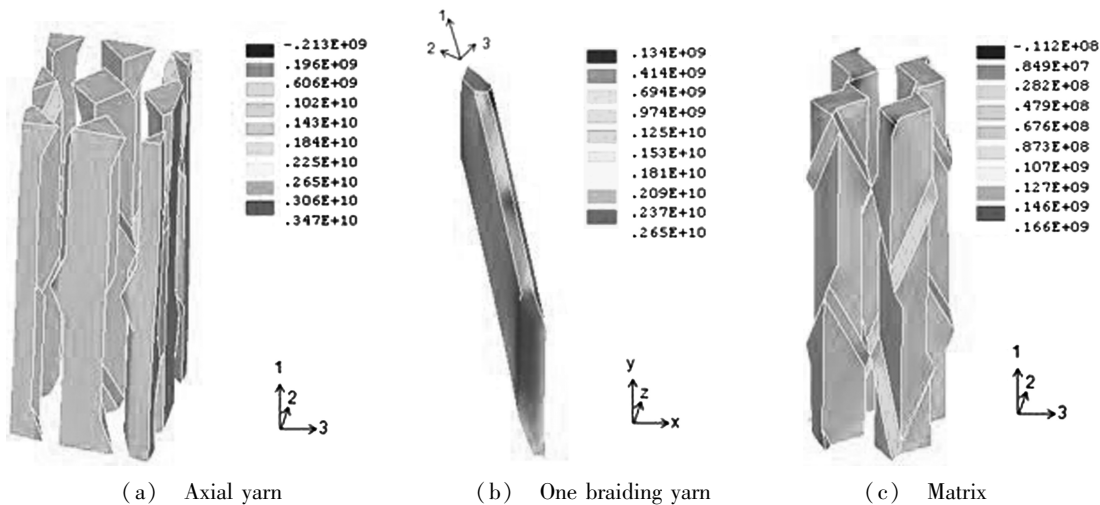 -.213E+09
.196E+09
.606E+09
.102E+10
.143E+10
.184E+10
.225E+10
.265E+10
.306E+10
.347E+10
1
2
3
(a) Axial yarn
1
2
3
.134E+09
.414E+09
.694E+09
.974E+09
.125E+10
.153E+10
.181E+10
.209E+10
.237E+10
.265E+10
y
z
x
(b) One braiding yarn
-.112E+08
.849E+07
.282E+08
.479E+08
.676E+08
.873E+08
.107E+09
.127E+09
.146E+09
.166E+09
1
2
3
(c) Matrix